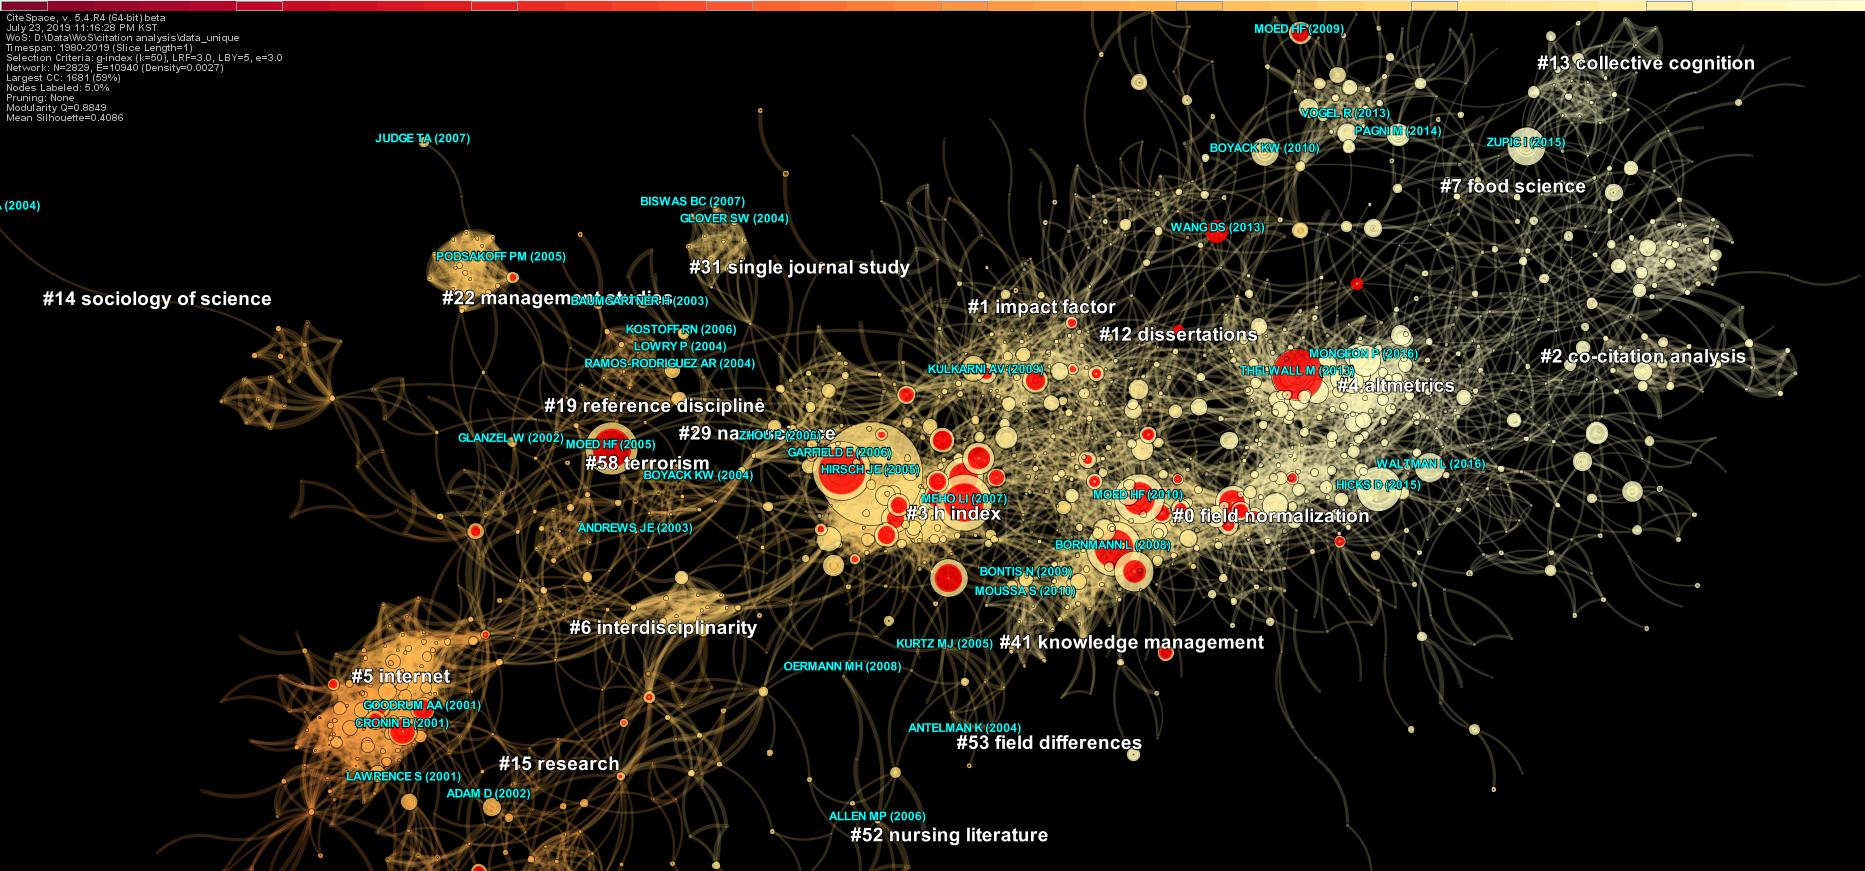 CiteSpace, v. 5.4.R4 (64-bit) beta
July 23, 2019 11:16:28 PM KST
WoS: D:\Data\WoS\citation analysis\data_unique
Timespan: 1980-2019 (Slice Length=1)
Selection Criteria: g-index (k=50), LRF=3.0, LBY=5, e=3.0
Network: N=2829, E=10940 (Density=0.0027)
Largest CC: 1681 (59%)
Nodes Labeled: 5.0%
Pruning: None
Modularity Q=0.8849
Mean Silhouette=0.4086
MOED HF (2009)
#13 collective cognition
VOGEL R (2013)
PAGNI M (2014)
JUDGE TA (2007)
ZUPIC I (2015)
BOYACK KW (2010)
#7 food science
BISWAS BC (2007)
(2004)
GLOVER SW (2004)
WANG DS (2013)
PODSAKOFF PM (2005)
#31 single journal study
#14 sociology of science
#22 management studies
BAUMGARTNER H (2003)
#1 impact factor
KOSTOFF RN (2006)
#12 dissertations
LOWRY P (2004)
MONGEON P (2016)
#2 co-citation analysis
RAMOS-RODRIGUEZ AR (2004)
KULKARNI AV (2009)
THELWALL M (2013)
#4 altmetrics
#19 reference discipline
#29 nanoscience
ZHOU P (2006)
GLANZEL W (2002)
MOED HF (2005)
GARFIELD E (2006)
#58 terrorism
HIRSCH JE (2005)
WALTMAN L (2016)
BOYACK KW (2004)
HICKS D (2015)
MEHO LI (2007)
MOED HF (2010)
#3 h index
#0 field normalization
ANDREWS JE (2003)
BORNMANN L (2008)
BONTIS N (2009)
MOUSSA S (2010)
#6 interdisciplinarity
KURTZ MJ (2005)
#41 knowledge management
OERMANN MH (2008)
#5 internet
GOODRUM AA (2001)
CRONIN B (2001)
ANTELMAN K (2004)
#53 field differences
#15 research
LAWRENCE S (2001)
ADAM D (2002)
ALLEN MP (2006)
#52 nursing literature